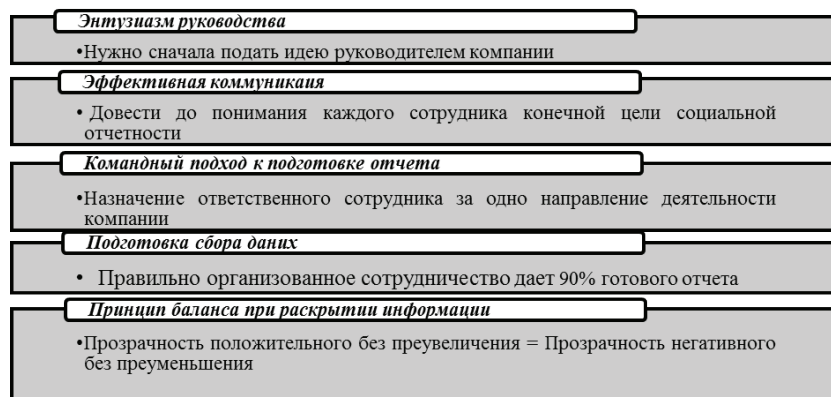 Энтузиазм руководства
•Нужно сначала подать идею руководителем компании
Эффективная коммуникаия
• Довести до понимания каждого сотрудника конечной цели социальной
отчетности
Командный подход к подготовке отчета
•Назначение ответственного сотрудника за одно направление деятельности
компании
Подготовка сбора даних
• Правильно организованное сотрудничество дает 90% готового отчета
Принцип баланса при раскрытии информации
•Прозрачность положительного без преувеличения = Прозрачность негативного
без преуменьшения